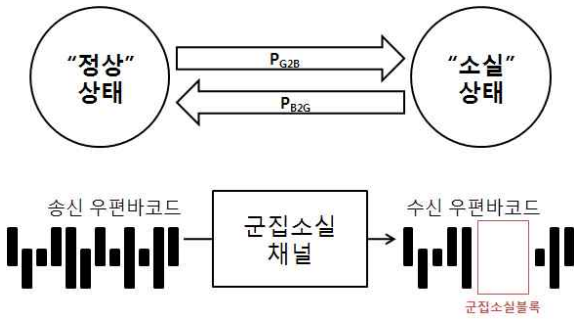 “정상”
상태
P_G2B
P_B2G
“소실”
상태
송신 우편바코드
군집소실
채널
수신 우편바코드
군집소실블록